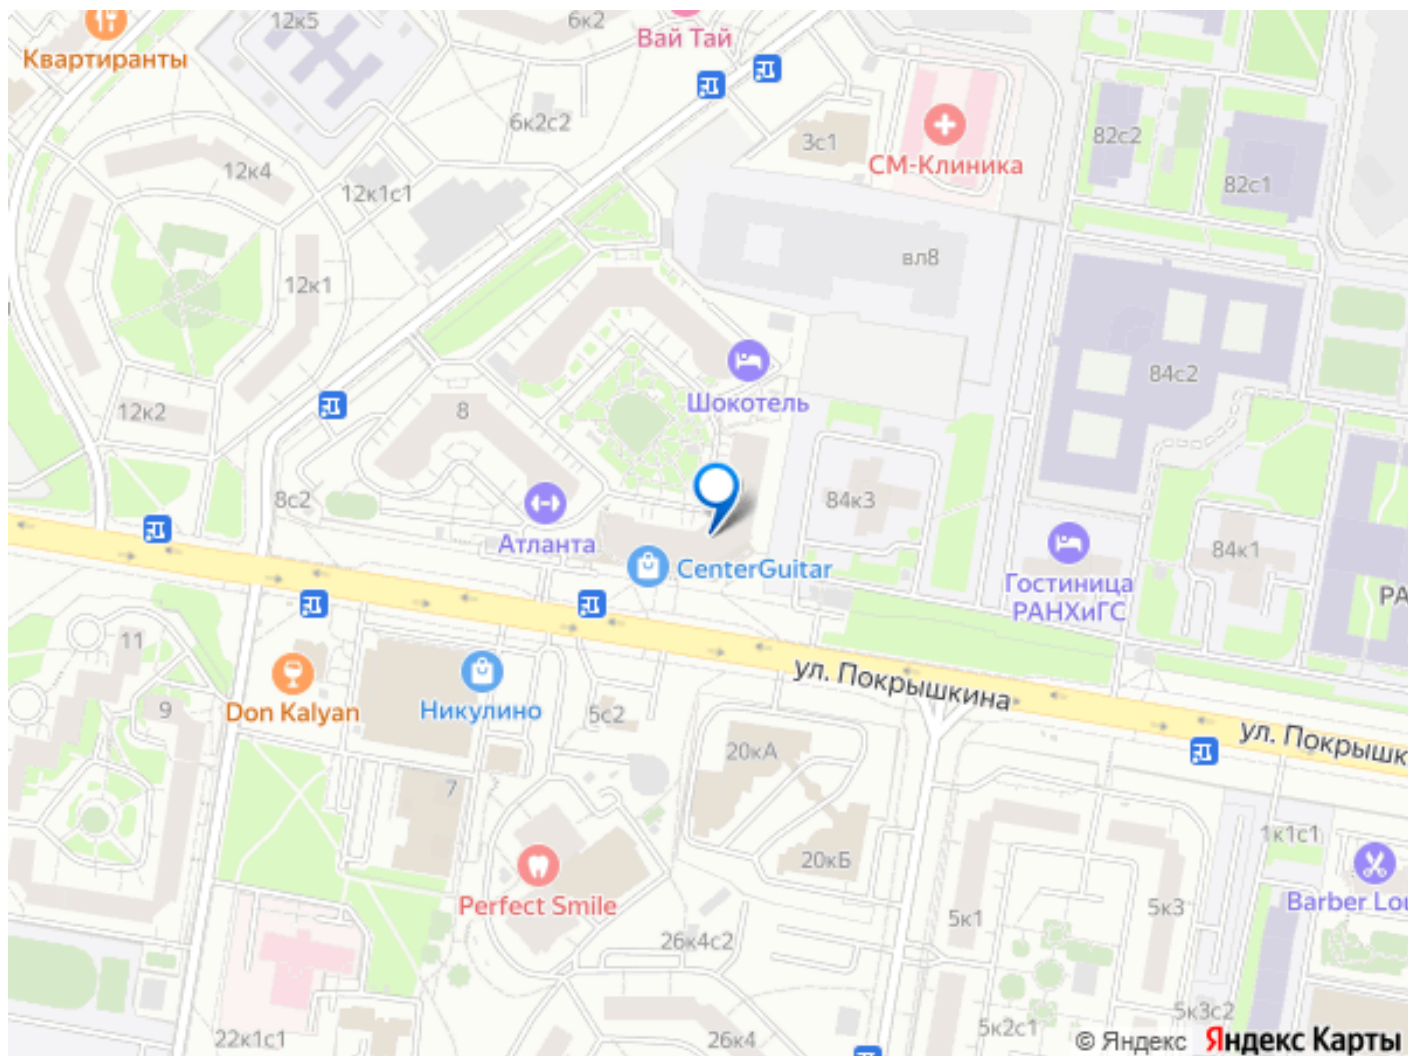 12к5
6к2
Вай Тай
Квартиранты
6к2с2
3с1
СМ-Клиника
82с2
82с1
12к4
12к1с1
вл8
12к1
84с2
Шокотель
12к2
8
8с2
84к3
Атланта
CenterGuitar
84к1
Гостиница
РАНХиГС
РА
11
ул. Покрышкина
9
Don Kalyan
Никулино
5с2
ул. Покрышк
20кА
7
1к1с1
20кБ
Perfect Smile
5к1
5к3
Barber Lou
26к4с2
5к3с2
22к1с1
26к4
5к2с1
© Яндекс Яндекс Карты